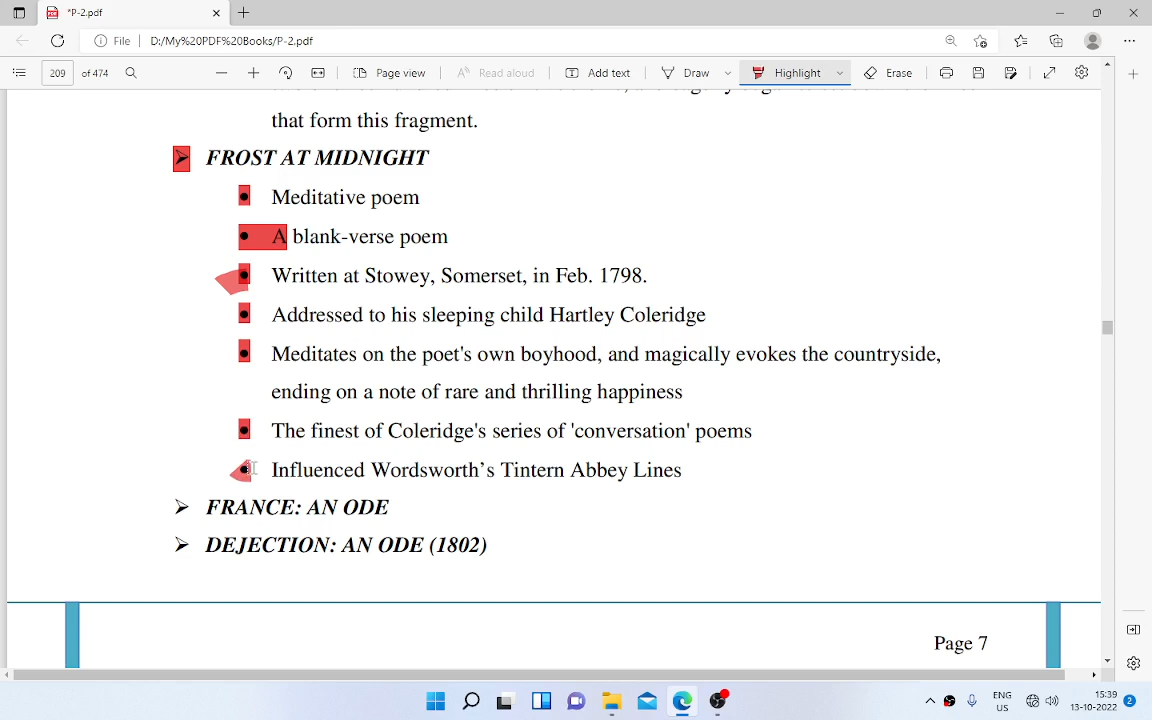 *P-2.pdf
File D:/My%20PDF%20Books/P-2.pdf
209 of 474 Page view Read aloud Add text Draw Highlight Erase
that form this fragment.
➢ FROST AT MIDNIGHT
• Meditative poem
• A blank-verse poem
• Written at Stowey, Somerset, in Feb. 1798.
• Addressed to his sleeping child Hartley Coleridge
• Meditates on the poet's own boyhood, and magically evokes the countryside,
ending on a note of rare and thrilling happiness
• The finest of Coleridge's series of 'conversation' poems
• Influenced Wordsworth’s Tintern Abbey Lines
➢ FRANCE: AN ODE
➢ DEJECTION: AN ODE (1802)
Page 7
ENG
US
15:39
13-10-2022
2